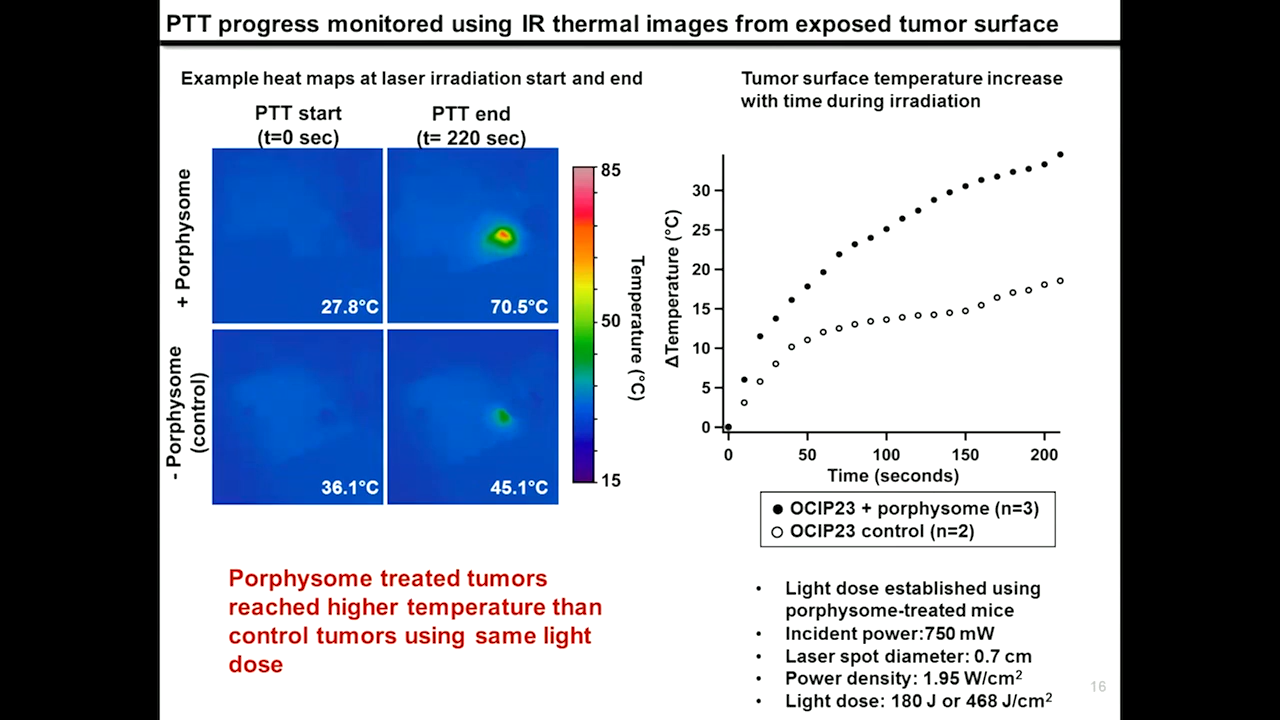 PTT progress monitored using IR thermal images from exposed tumor surface
Example heat maps at laser irradiation start and end
PTT start
(t=0 sec)
PTT end
(t= 220 sec)
+ Porphysome
27.8°C
70.5°C
- Porphysome
(control)
36.1°C
45.1°C
85
50
15
Temperature (°C)
Tumor surface temperature increase
with time during irradiation
ΔTemperature (°C)
30
25
20
15
10
5
0
0
50
100
150
200
Time (seconds)
OCIP23 + porphysome (n=3)
OCIP23 control (n=2)
Porphysome treated tumors
reached higher temperature than
control tumors using same light
dose
• Light dose established using
porphysome-treated mice
• Incident power:750 mW
• Laser spot diameter: 0.7 cm
• Power density: 1.95 W/cm²
• Light dose: 180 J or 468 J/cm²
16